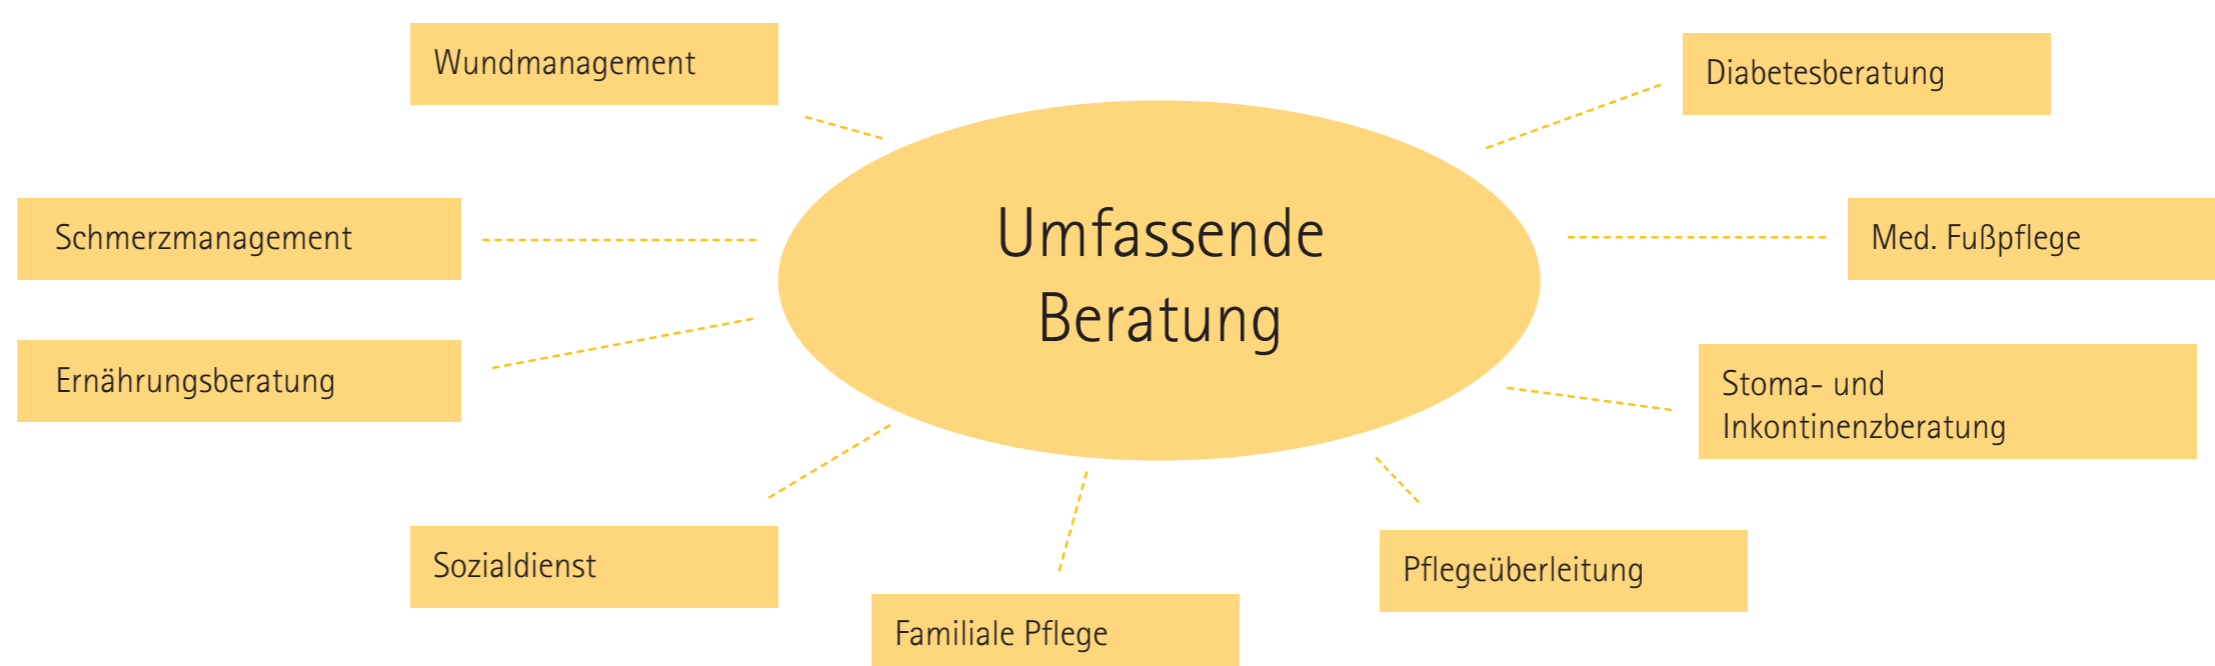 Wundmanagement
Diabetesberatung
Schmerzmanagement
Umfassende
Beratung
Med. Fußpflege
Ernährungsberatung
Stoma- und
Inkontinenzberatung
Sozialdienst
Familiale Pflege
Pflegeüberleitung